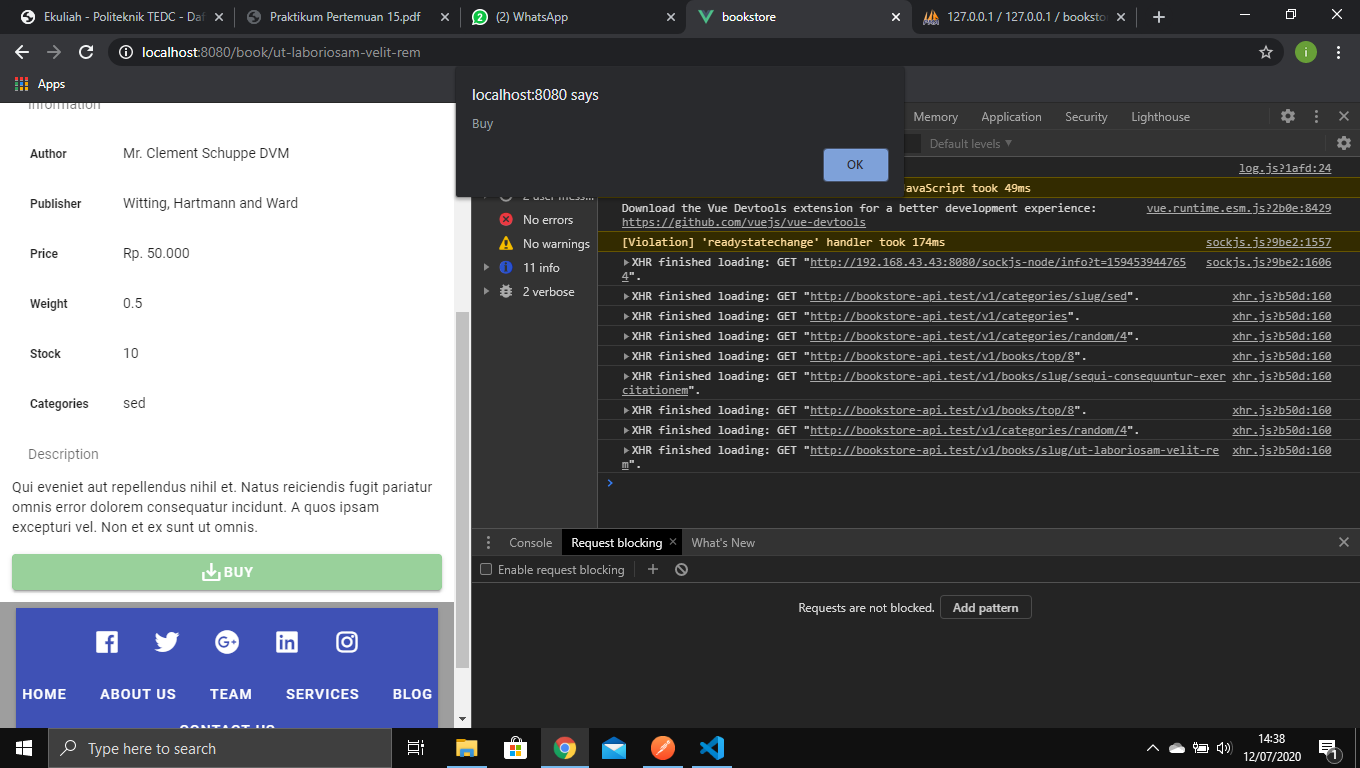 Ekuliah - Politeknik TEDC - Da
Praktikum Pertemuan 15.pdf
2
(2) WhatsApp
bookstore
127.0.0.1 / 127.0.0.1 / booksto
localhost:8080/book/ut-laboriosam-velit-rem
i
Apps
localhost:8080 says
Buy
OK
Memory
Application
Security
Lighthouse
Default levels ▼
Information
Author
Mr. Clement Schuppe DVM
Publisher
Witting, Hartmann and Ward
Price
Rp. 50.000
Weight
0.5
Stock
10
Categories
sed
Description
Qui eveniet aut repellendus nihil et. Natus reiciendis fugit pariatur
omnis error dolorem consequatur incidunt. A quos ipsam
excepturi vel. Non et ex sunt ut omnis.
BUY
G+
in
HOME
ABOUT US
TEAM
SERVICES
BLOG
CONTACT US
2 user mess...
No errors
No warnings
11 info
2 verbose
log.js?1afd:24
JavaScript took 49ms
Download the Vue Devtools extension for a better development experience:
vue.runtime.esm.js?2b0e:8429
https://github.com/vuejs/vue-devtools
[Violation] 'readystatechange' handler took 174ms
sockjs.js?9be2:1557
XHR finished loading: GET "http://192.168.43.43:8080/sockjs-node/info?t=159453944765
sockjs.js?9be2:1606
4".
XHR finished loading: GET "http://bookstore-api.test/v1/categories/slug/sed".
xhr.js?b50d:160
XHR finished loading: GET "http://bookstore-api.test/v1/categories".
xhr.js?b50d:160
XHR finished loading: GET "http://bookstore-api.test/v1/categories/random/4".
xhr.js?b50d:160
XHR finished loading: GET "http://bookstore-api.test/v1/books/top/8".
xhr.js?b50d:160
XHR finished loading: GET "http://bookstore-api.test/v1/books/slug/sequi-consequuntur-exer
xhr.js?b50d:160
citationem".
XHR finished loading: GET "http://bookstore-api.test/v1/books/top/8".
xhr.js?b50d:160
XHR finished loading: GET "http://bookstore-api.test/v1/categories/random/4".
xhr.js?b50d:160
XHR finished loading: GET "http://bookstore-api.test/v1/books/slug/ut-laboriosam-velit-re
xhr.js?b50d:160
m".
Console
Request blocking
What's New
Enable request blocking
Requests are not blocked.
Add pattern
Type here to search
14:38
12/07/2020
1